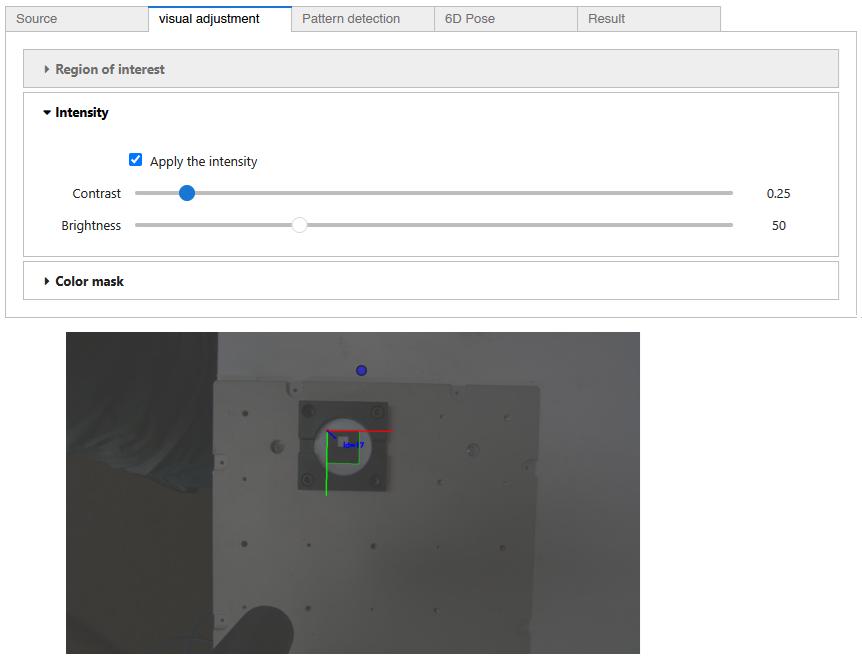 Source
visual adjustment
Pattern detection
6D Pose
Result
Region of interest
Intensity
Apply the intensity
Contrast
0.25
Brightness
50
Color mask
id=17